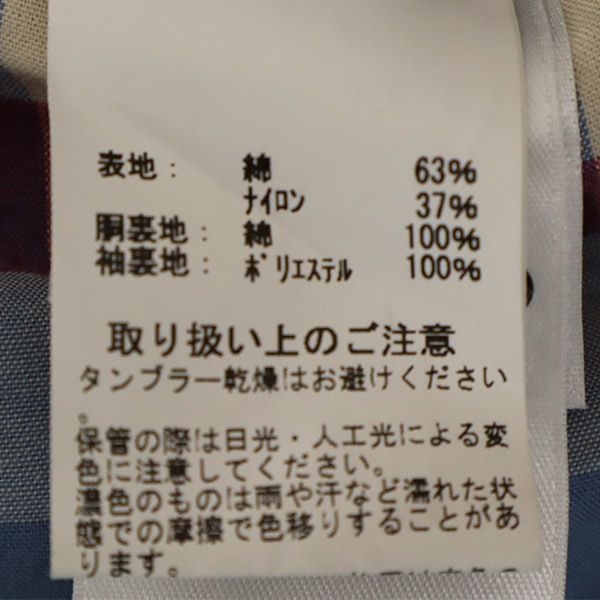 表地： 綿 63%
ナイロン 37%
胴裏地： 綿 100%
袖裏地： ポリエステル 100%
取り扱い上のご注意
タンブラー乾燥はお避けください
。
保管の際は日光・人工光による変
色に注意してください。
濃色のものは雨や汗など濡れた状
態での摩擦で色移りすることがあ
ります。